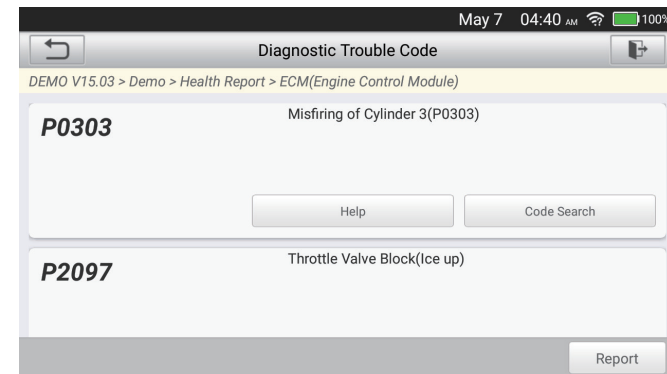 May 7 04:40 AM 100%
Diagnostic Trouble Code
DEMO V15.03 > Demo > Health Report > ECM(Engine Control Module)
P0303
Misfiring of Cylinder 3(P0303)
Help
Code Search
P2097
Throttle Valve Block(Ice up)
Report